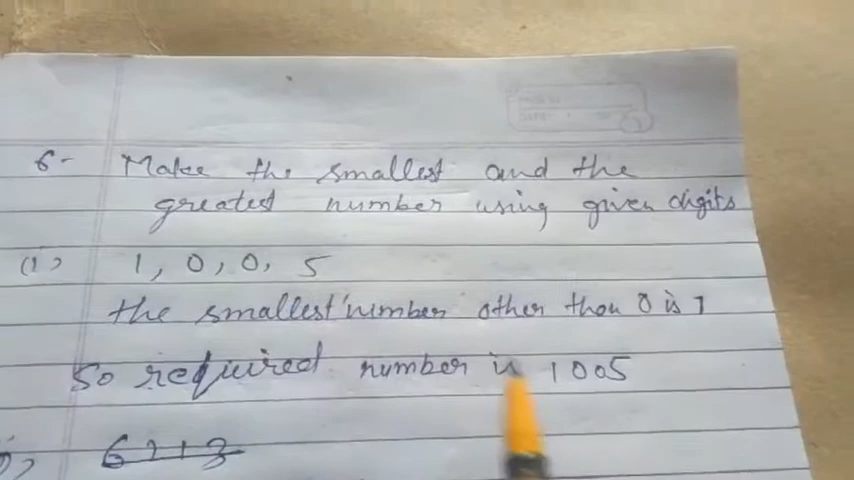 6- Make the smallest and the
greatest number using given digits
(1) 1, 0, 0, 5
the smallest number other than 0 is 1
So required number is 1005
6213